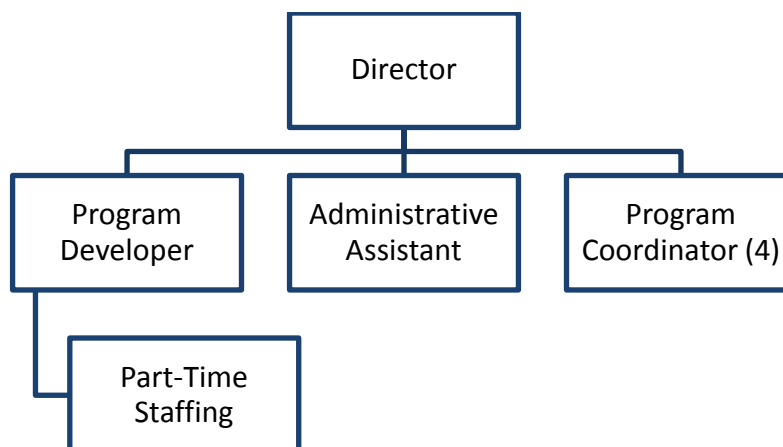 Director
Program
Developer
Administrative
Assistant
Program
Coordinator (4)
Part-Time
Staffing